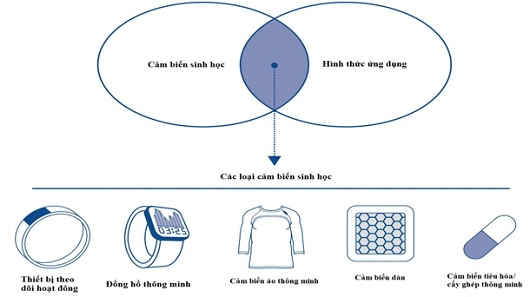 Cảm biến sinh học
Hình thức ứng dụng
Các loại cảm biến sinh học
03:25
Thiết bị theo
dõi hoạt đông
Đồng hồ thông minh
Cảm biến áo thông minh
Cảm biến dán
Cảm biến tiêu hóa/
cấy ghép thông minh